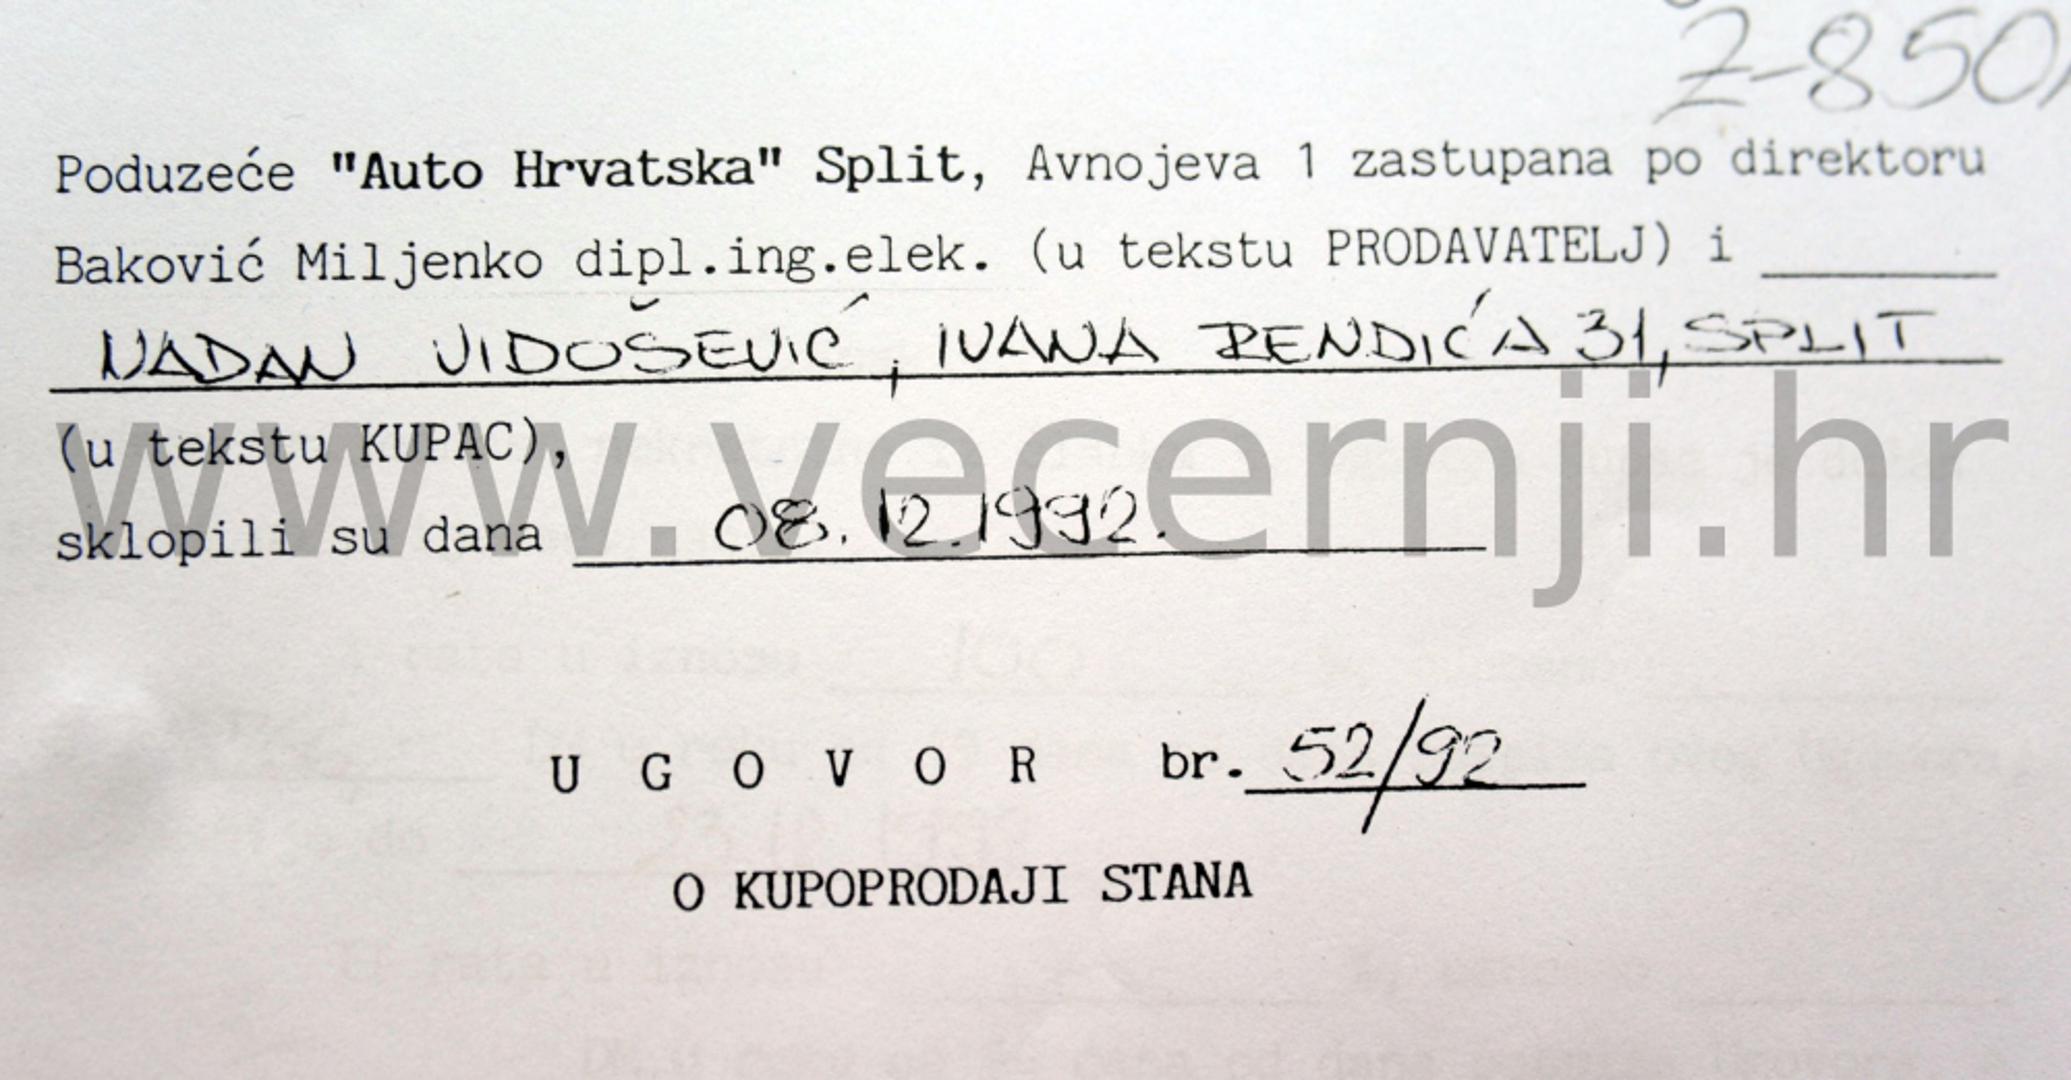 Z-850
Poduzeće "Auto Hrvatska" Split, Avnojeva 1 zastupana po direktoru
Baković Miljenko dipl.ing.elek. (u tekstu PRODAVATELJ) i
NADAN VIDOŠEVIĆ, IVANA RENDIĆA 31, SPLIT
(u tekstu KUPAC),
www.vecernji.hr
sklopili su dana 08.12.1992.
U G O V O R br. 52/92
O KUPOPRODAJI STANA